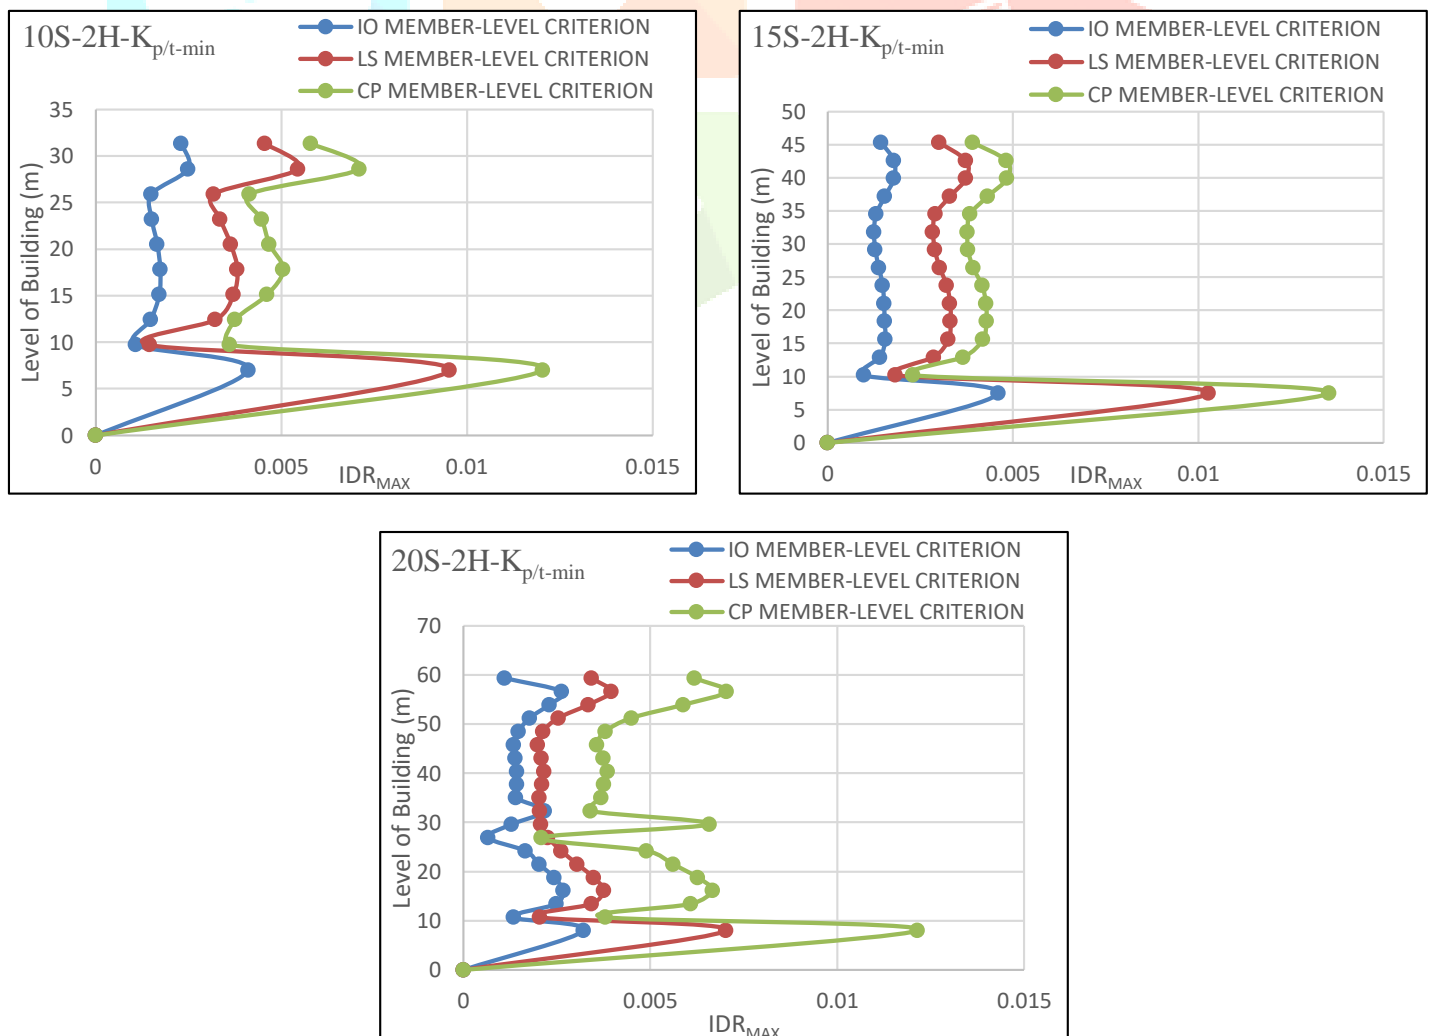 10S-2H-Kp/t-min
IO MEMBER-LEVEL CRITERION
LS MEMBER-LEVEL CRITERION
CP MEMBER-LEVEL CRITERION
35
30
25
20
15
10
5
0
Level of Building (m)
0 0.005 0.01 0.015
IDRMAX
15S-2H-Kp/t-min
IO MEMBER-LEVEL CRITERION
LS MEMBER-LEVEL CRITERION
CP MEMBER-LEVEL CRITERION
50
45
40
35
30
25
20
15
10
5
0
Level of Building (m)
0 0.005 0.01 0.015
IDRMAX
20S-2H-Kp/t-min
IO MEMBER-LEVEL CRITERION
LS MEMBER-LEVEL CRITERION
CP MEMBER-LEVEL CRITERION
70
60
50
40
30
20
10
0
Level of Building (m)
0 0.005 0.01 0.015
IDRMAX